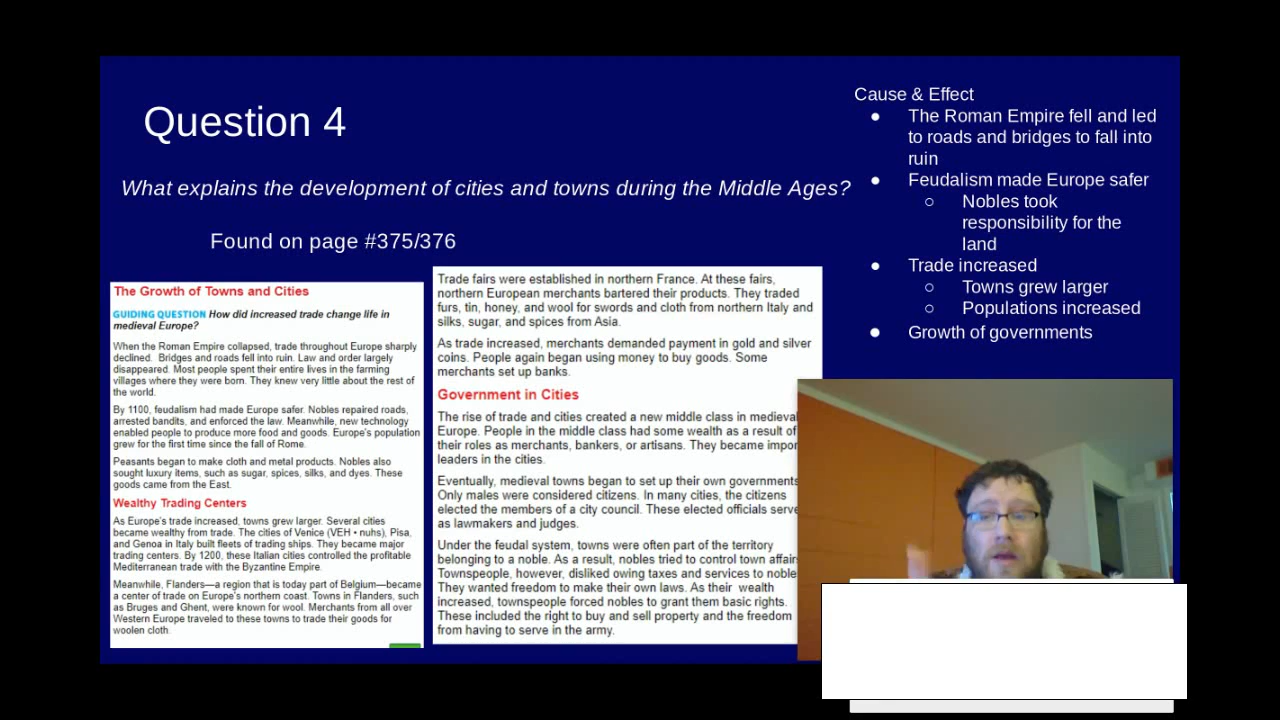 Question 4
What explains the development of cities and towns during the Middle Ages?
Found on page #375/376
The Growth of Towns and Cities
GUIDING QUESTION How did increased trade change life in
medieval Europe?
When the Roman Empire collapsed, trade throughout Europe sharply
declined. Bridges and roads fell into ruin. Law and order largely
disappeared. Most people spent their entire lives in the farming
villages where they were born. They knew very little about the rest of
the world.
By 1100, feudalism had made Europe safer. Nobles repaired roads,
arrested bandits, and enforced the law. Meanwhile, new technology
enabled people to produce more food and goods. Europe's population
grew for the first time since the fall of Rome.
Peasants began to make cloth and metal products. Nobles also
sought luxury items, such as sugar, spices, silks, and dyes. These
goods came from the East.
Wealthy Trading Centers
As Europe's trade increased, towns grew larger. Several cities
became wealthy from trade. The cities of Venice (VEH • nuhs), Pisa,
and Genoa in Italy built fleets of trading ships. They became major
trading centers. By 1200, these Italian cities controlled the profitable
Mediterranean trade with the Byzantine Empire.
Meanwhile, Flanders—a region that is today part of Belgium—became
a center of trade on Europe's northern coast. Towns in Flanders, such
as Bruges and Ghent, were known for wool. Merchants from all over
Western Europe traveled to these towns to trade their goods for
woolen cloth.
Trade fairs were established in northern France. At these fairs,
northern European merchants bartered their products. They traded
furs, tin, honey, and wool for swords and cloth from northern Italy and
silks, sugar, and spices from Asia.
As trade increased, merchants demanded payment in gold and silver
coins. People again began using money to buy goods. Some
merchants set up banks.
Government in Cities
The rise of trade and cities created a new middle class in medieval
Europe. People in the middle class had some wealth as a result of
their roles as merchants, bankers, or artisans. They became impor
leaders in the cities.
Eventually, medieval towns began to set up their own governments
Only males were considered citizens. In many cities, the citizens
elected the members of a city council. These elected officials serve
as lawmakers and judges.
Under the feudal system, towns were often part of the territory
belonging to a noble. As a result, nobles tried to control town affairs
Townspeople, however, disliked owing taxes and services to nobles
They wanted freedom to make their own laws. As their wealth
increased, townspeople forced nobles to grant them basic rights.
These included the right to buy and sell property and the freedom
from having to serve in the army.
Cause & Effect
● The Roman Empire fell and led
to roads and bridges to fall into
ruin
● Feudalism made Europe safer
○ Nobles took
responsibility for the
land
● Trade increased
○ Towns grew larger
○ Populations increased
● Growth of governments